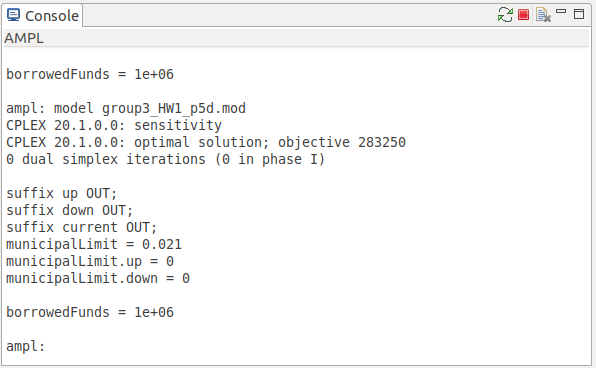 Console
AMPL
borrowedFunds = 1e+06
ampl: model group3_HW1_p5d.mod
CPLEX 20.1.0.0: sensitivity
CPLEX 20.1.0.0: optimal solution; objective 283250
0 dual simplex iterations (0 in phase I)
suffix up OUT;
suffix down OUT;
suffix current OUT;
municipalLimit = 0.021
municipalLimit.up = 0
municipalLimit.down = 0
borrowedFunds = 1e+06
ampl: